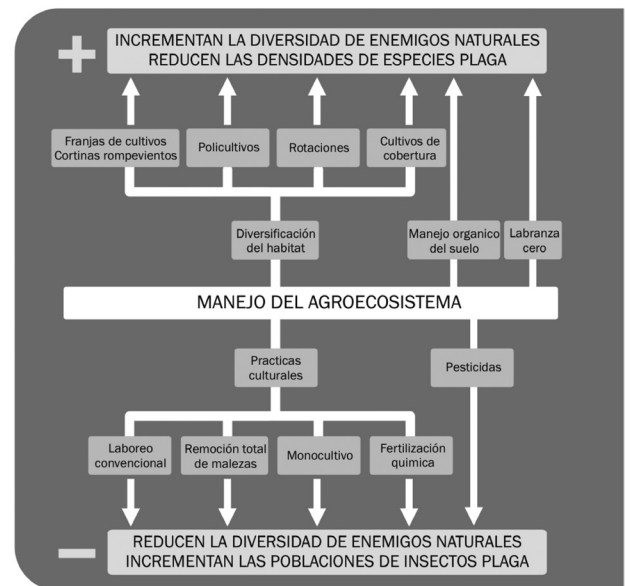 +
INCREMENTAN LA DIVERSIDAD DE ENEMIGOS NATURALES
REDUCEN LAS DENSIDADES DE ESPECIES PLAGA
Franjas de cultivos
Cortinas rompevientos
Policultivos
Rotaciones
Cultivos de
cobertura
Diversificación
del habitat
Manejo organico
del suelo
Labranza
cero
MANEJO DEL AGROECOSISTEMA
Practicas
culturales
Pesticidas
Laboreo
convencional
Remoción total
de malezas
Monocultivo
Fertilización
quimica
−
REDUCEN LA DIVERSIDAD DE ENEMIGOS NATURALES
INCREMENTAN LAS POBLACIONES DE INSECTOS PLAGA